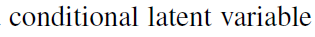 conditional latent variable